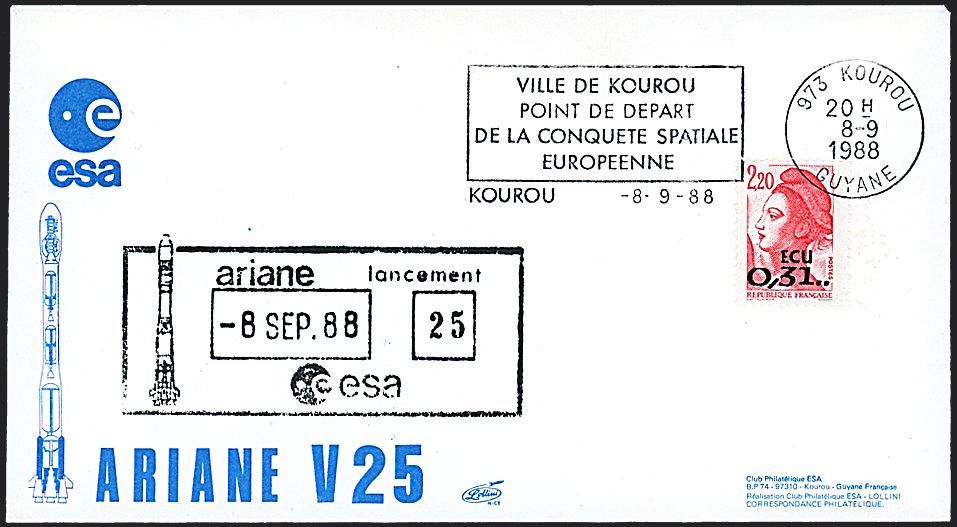 esa
VILLE DE KOUROU
POINT DE DEPART
DE LA CONQUETE SPATIALE
EUROPEENNE
KOUROU -8-9-88
973 KOUROU
20 H
8-9
1988
GUYANE
2,20
ECU
0,31..
POSTES
REPUBLIQUE FRANÇAISE
ariane lancement
-8 SEP. 88
25
esa
ARIANE V25
Lollini
NICE
Club Philatélique ESA
B.P 74 - 97310 - Kourou - Guyane Française
Réalisation Club Philatélique ESA - LOLLINI
CORRESPONDANCE PHILATELIQUE.